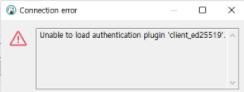 Connection error
Unable to load authentication plugin 'client_ed25519'.